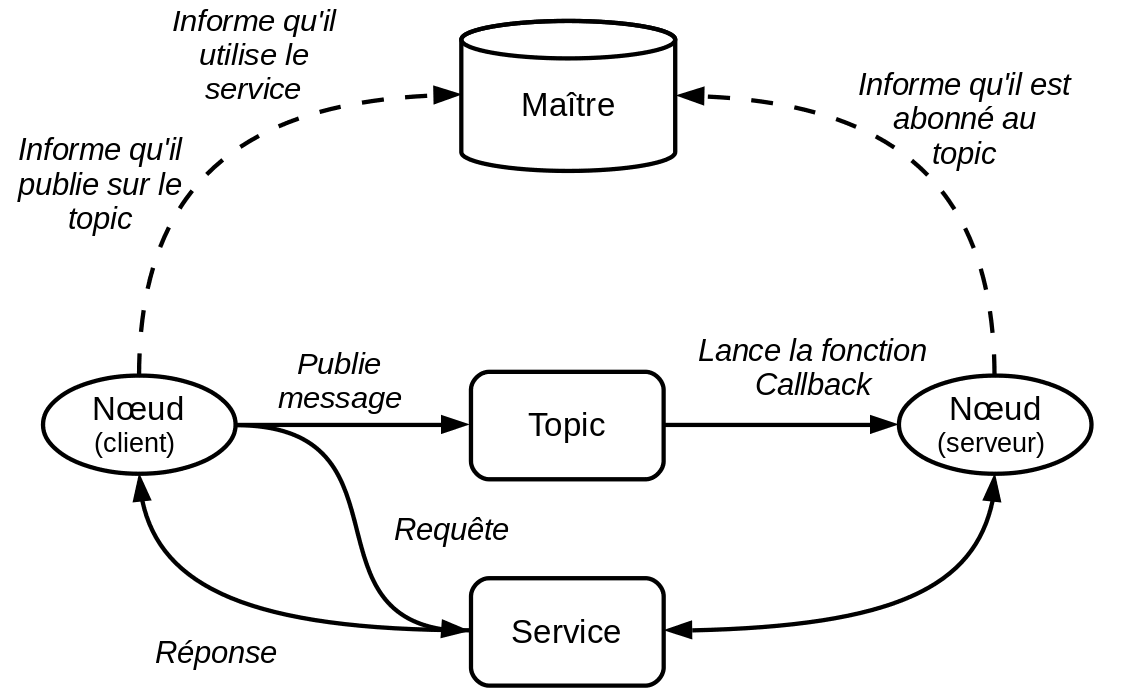 Informe qu'il
utilise le
service
Maître
Informe qu'il est
abonné au
topic
Informe qu'il
publie sur le
topic
Publie
message
Lance la fonction
Callback
Nœud
(client)
Topic
Nœud
(serveur)
Requête
Service
Réponse